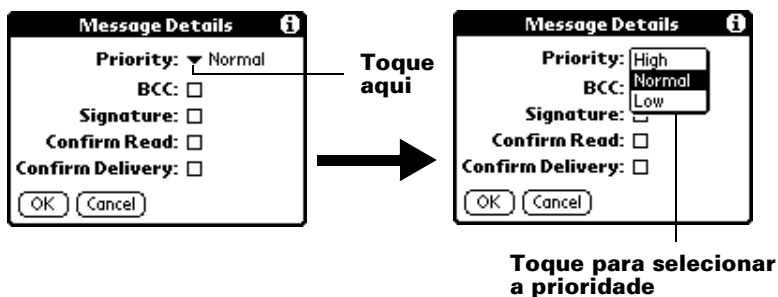 Message Details i
Priority: Normal
BCC:
Signature:
Confirm Read:
Confirm Delivery:
OK Cancel
Toque
aqui
Message Details i
Priority: High
Normal
Low
BCC:
Signature:
Confirm Read:
Confirm Delivery:
OK Cancel
Toque para selecionar
a prioridade